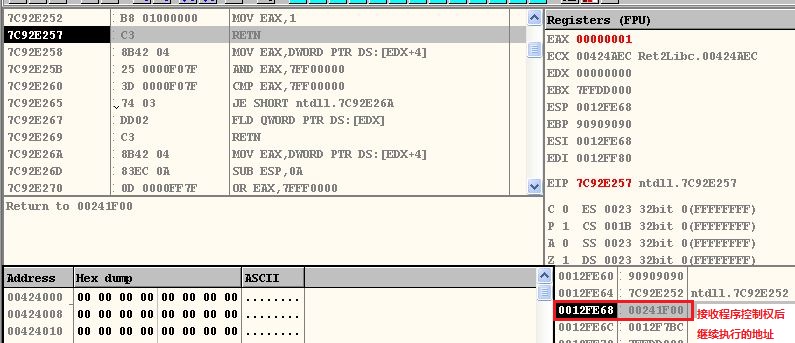 7C92E252 B8 01000000 MOV EAX,1
7C92E257 C3 RETN
7C92E258 8B42 04 MOV EAX,DWORD PTR DS:[EDX+4]
7C92E25B 25 0000F07F AND EAX,7FF00000
7C92E260 3D 0000F07F CMP EAX,7FF00000
7C92E265 74 03 JE SHORT ntdll.7C92E26A
7C92E267 DD02 FLD QWORD PTR DS:[EDX]
7C92E269 C3 RETN
7C92E26A 8B42 04 MOV EAX,DWORD PTR DS:[EDX+4]
7C92E26D 83EC 0A SUB ESP,0A
7C92E270 0D 0000FF7F OR EAX,7FFF0000
Return to 00241F00
Registers (FPU)
EAX 00000001
ECX 00424AEC Ret2Libc.00424AEC
EDX 00000000
EBX 7FFDD000
ESP 0012FE68
EBP 90909090
ESI 0012FE68
EDI 0012FF80
EIP 7C92E257 ntdll.7C92E257
C 0 ES 0023 32bit 0(FFFFFFFF)
P 1 CS 001B 32bit 0(FFFFFFFF)
A 0 SS 0023 32bit 0(FFFFFFFF)
Z 1 DS 0023 32bit 0(FFFFFFFF)
Address Hex dump ASCII
00424000 00 00 00 00 00 00 00 00 ........
00424008 00 00 00 00 00 00 00 00 ........
00424010 00 00 00 00 00 00 00 00 ........
0012FE60 90909090
0012FE64 7C92E252 ntdll.7C92E252
0012FE68 00241F00
0012FE6C 0012F7BC
接收程序控制权后
继续执行的地址